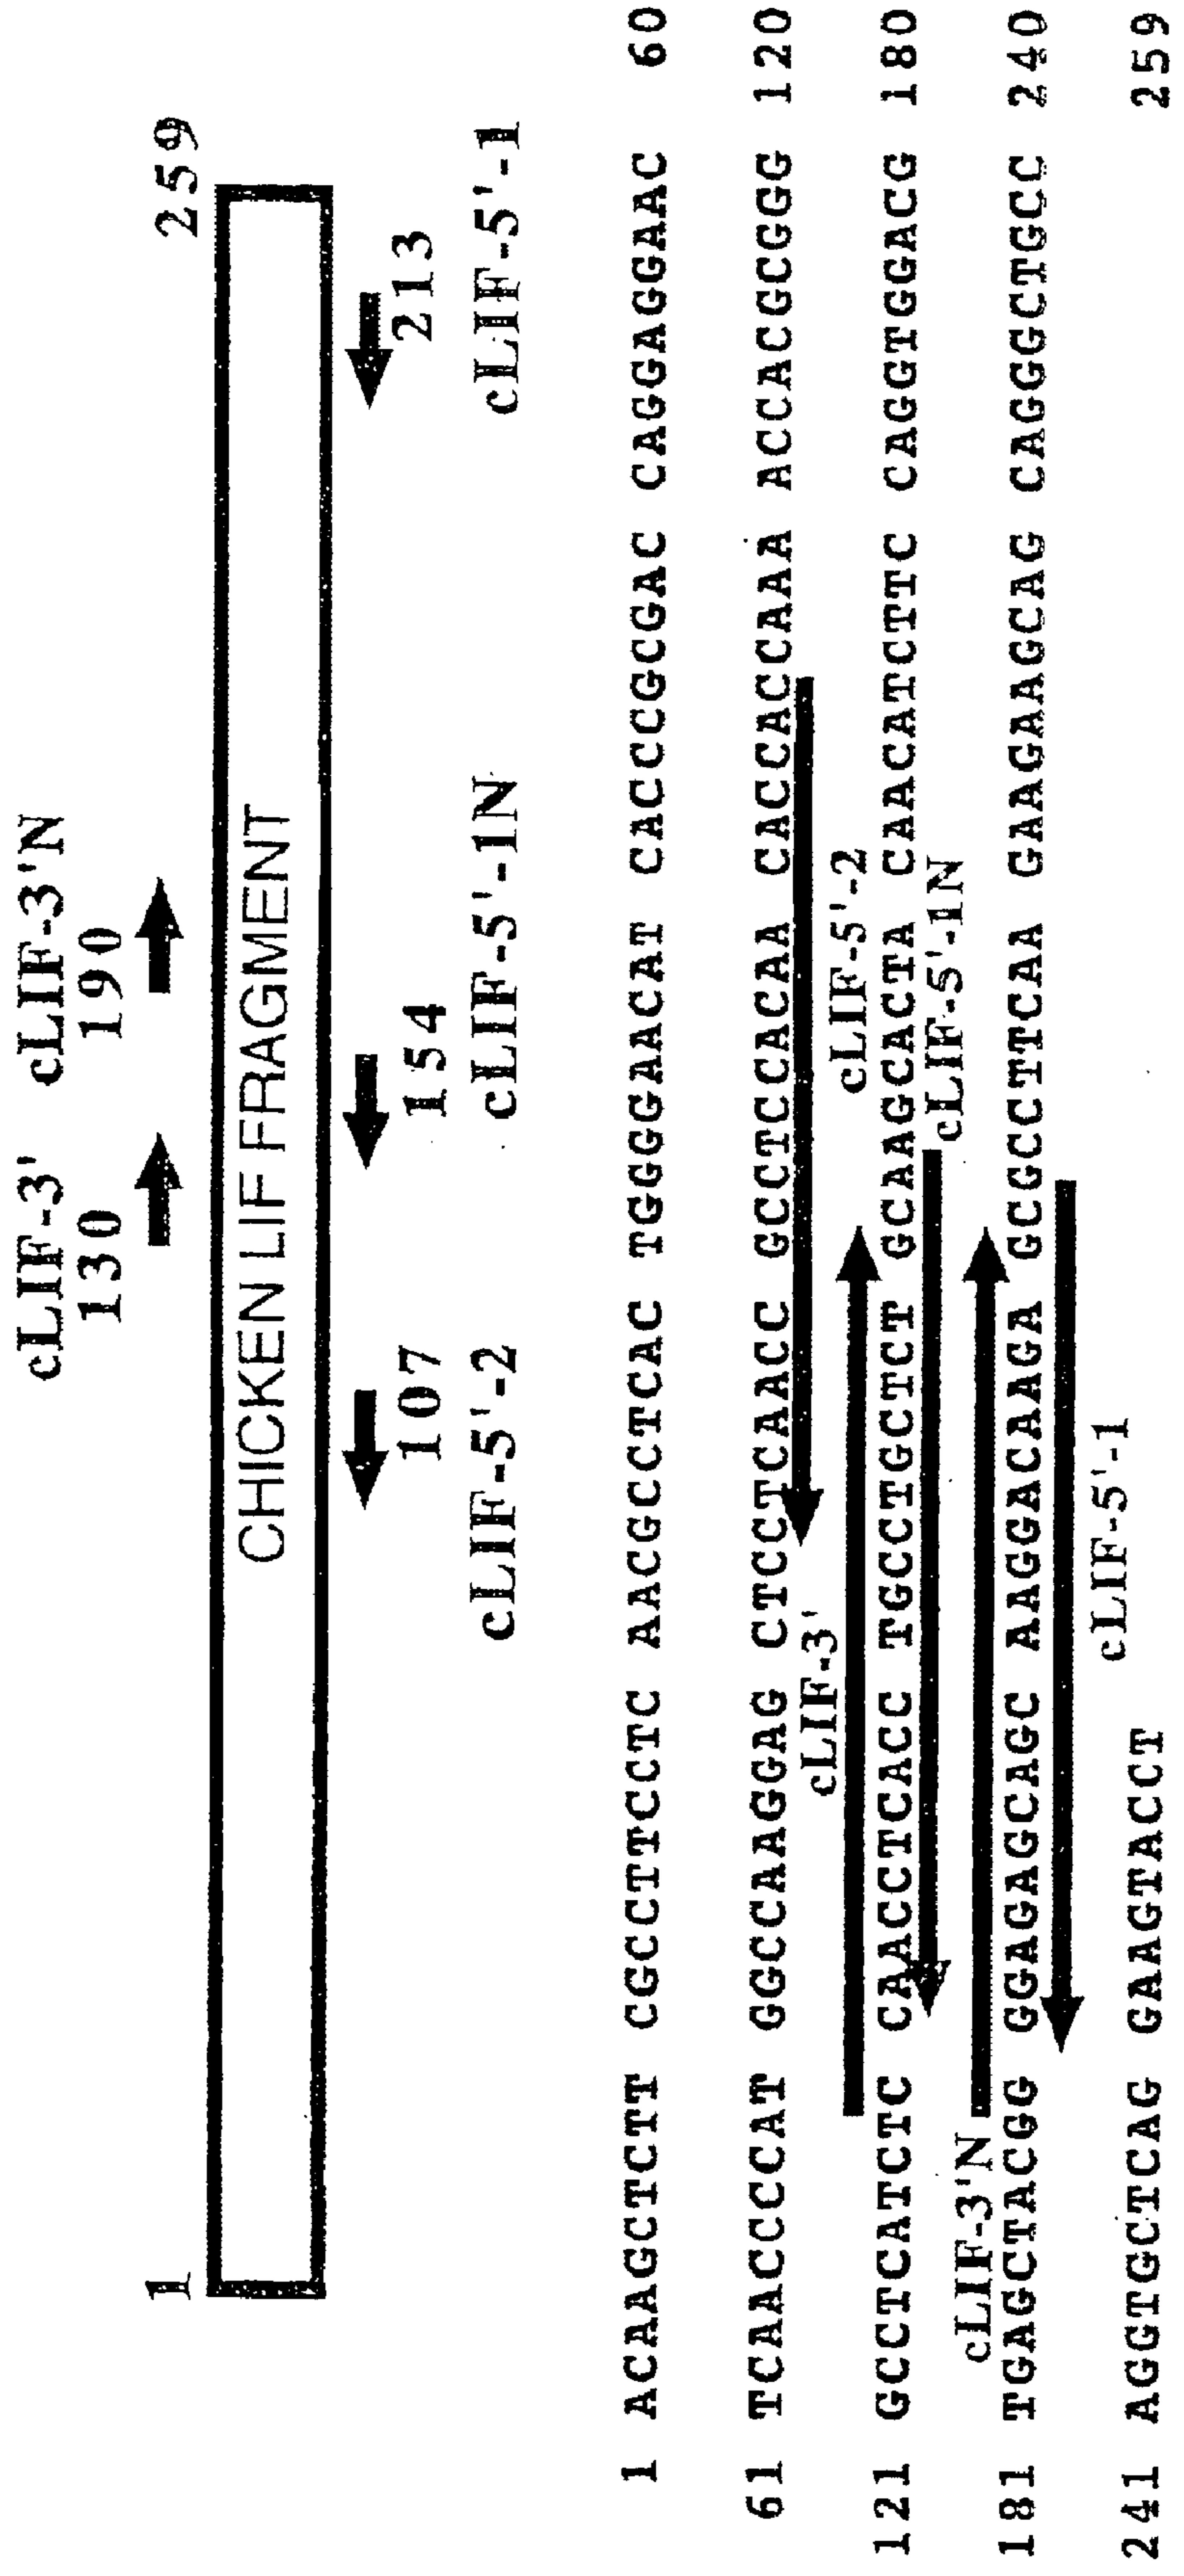 cLIF-3' cLIF-3'N
130 190
1 259
CHICKEN LIF FRAGMENT
107 154 213
cLIF-5'-2 cLIF-5'-1N cLIF-5'-1
1 ACAAGCTCTT CGCCTTCCTC AACGCCTCAC TGGGAACAT CACCCGCGAC CAGGAGGAAC 60
61 TCAACCCCAT GGCCAAGGAG CTCCTCAACC GCCTCCACAA CACCACCAAA ACCACGCGGG 120
cLIF-3' cLIF-5'-2
121 GCCTCATCTC CAACCTCACC TGCCTGCTCT GCAAGCACTA CAACATCTTC CAGGTGGACG 180
cLIF-3'N cLIF-5'-1N
181 TGAGCTACGG GGAGAGCAGC AAGGACAAGA GCGCCTTCAA GAAGAAGCAG CAGGGCTGCC 240
cLIF-5'-1
241 AGGTGCTCAG GAAGTACCT 259